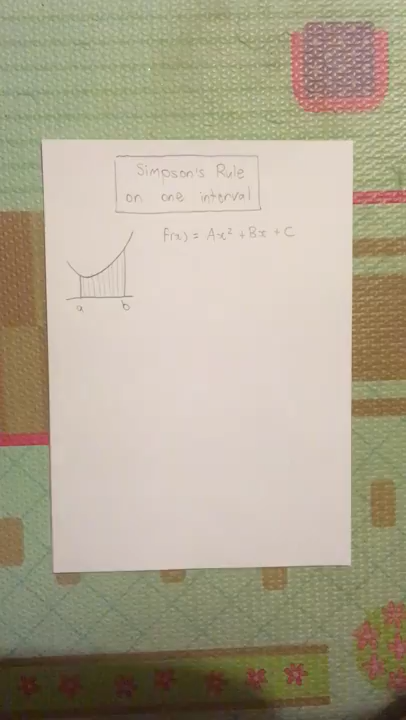 Simpson's Rule
on one interval
f(x) = Ax² + Bx + C
a b